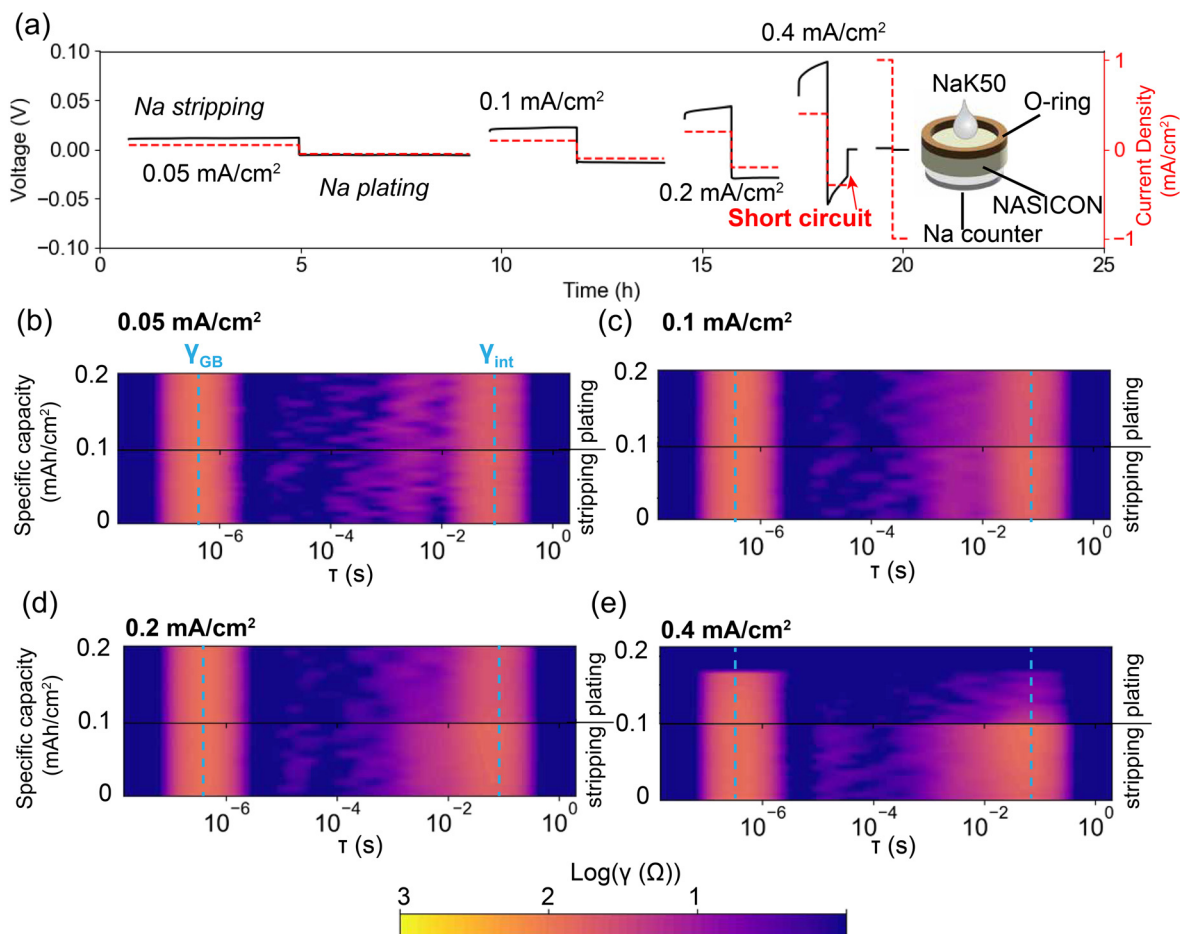 (a)
0.4 mA/cm²
0.10
0.05
0.00
−0.05
−0.10
Voltage (V)
Na stripping
0.05 mA/cm²
Na plating
0.1 mA/cm²
0.2 mA/cm²
Short circuit
NaK50
O-ring
NASICON
Na counter
1
0
−1
Current Density
(mA/cm²)
0
5
10
15
20
25
Time (h)
(b)
0.05 mA/cm²
γGB
γint
0.2
0.1
0
Specific capacity
(mAh/cm²)
stripping
plating
10⁻⁶
10⁻⁴
10⁻²
10⁰
τ (s)
(c)
0.1 mA/cm²
0.2
0.1
0
stripping
plating
10⁻⁶
10⁻⁴
10⁻²
10⁰
τ (s)
(d)
0.2 mA/cm²
0.2
0.1
0
Specific capacity
(mAh/cm²)
stripping
plating
10⁻⁶
10⁻⁴
10⁻²
10⁰
τ (s)
(e)
0.4 mA/cm²
0.2
0.1
0
stripping
plating
10⁻⁶
10⁻⁴
10⁻²
10⁰
τ (s)
Log(γ (Ω))
3
2
1